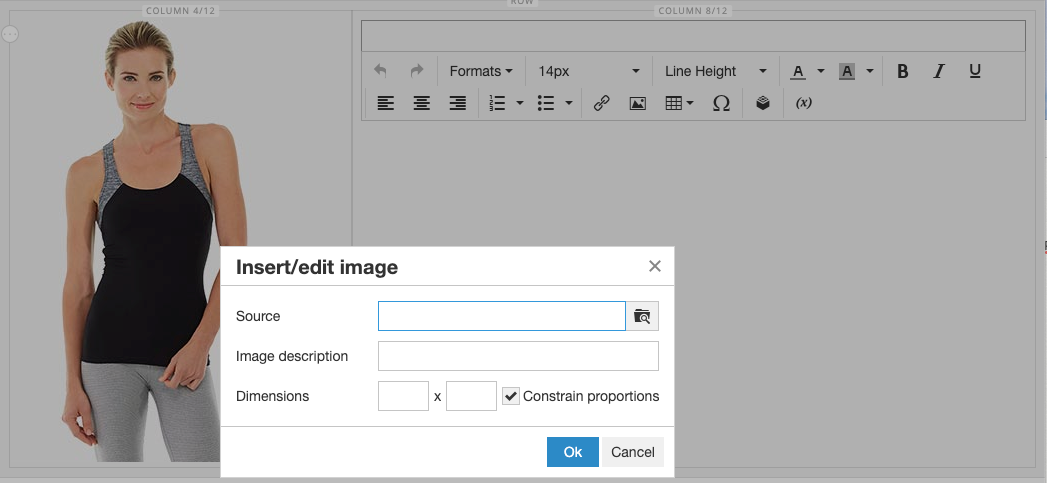 ROW
COLUMN 4/12
COLUMN 8/12
Formats 14px Line Height A A B I U
Ω (x)
Insert/edit image
Source
Image description
Dimensions x Constrain proportions
Ok Cancel